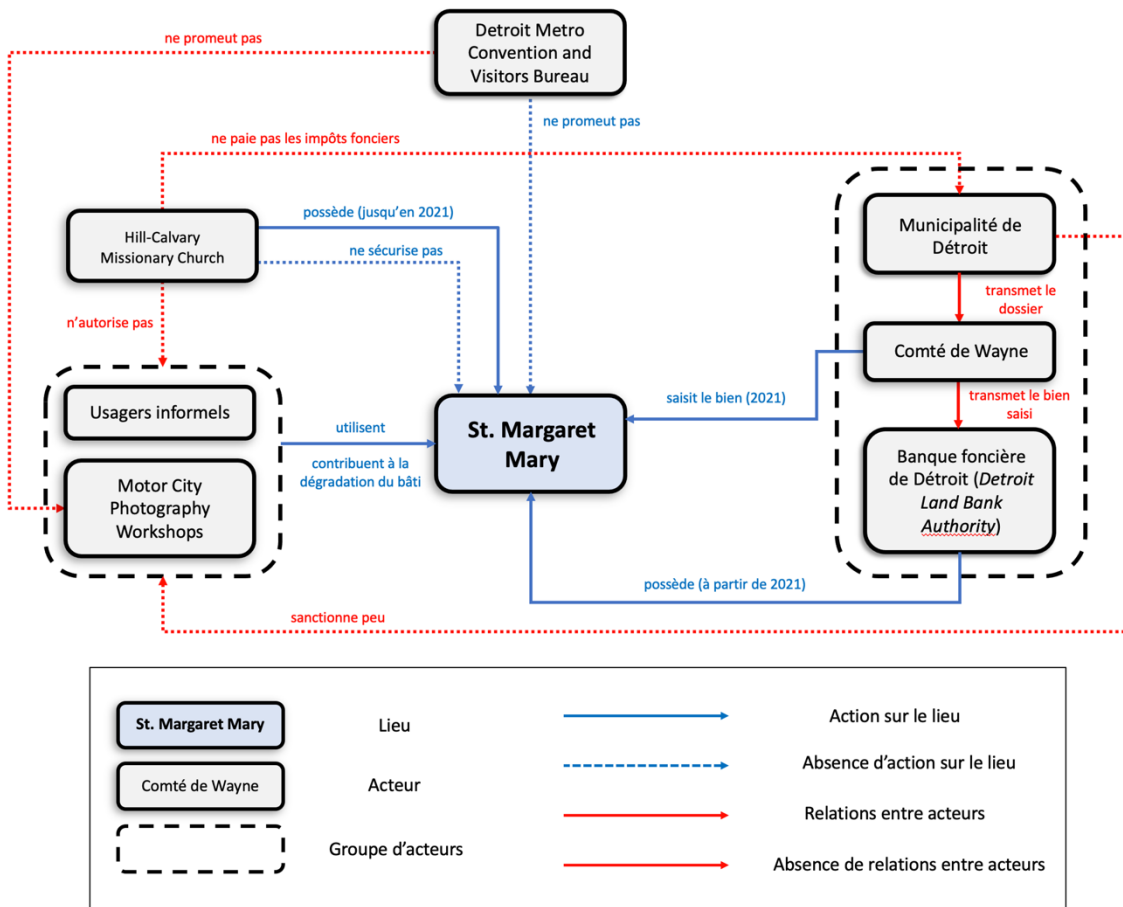 ne promeut pas
Detroit Metro
Convention and
Visitors Bureau
ne promeut pas
ne paie pas les impôts fonciers
Hill-Calvary
Missionary Church
possède (jusqu'en 2021)
ne sécurise pas
Municipalité de
Détroit
transmet le
dossier
n'autorise pas
Comté de Wayne
Usagers informels
utilisent
St. Margaret
Mary
saisit le bien (2021)
transmet le bien
saisi
contribuent à la
dégradation du bâti
Motor City
Photography
Workshops
Banque foncière
de Détroit (Detroit
Land Bank
Authority)
possède (à partir de 2021)
sanctionne peu
St. Margaret Mary
Lieu
Action sur le lieu
Comté de Wayne
Acteur
Absence d'action sur le lieu
Relations entre acteurs
Groupe d'acteurs
Absence de relations entre acteurs